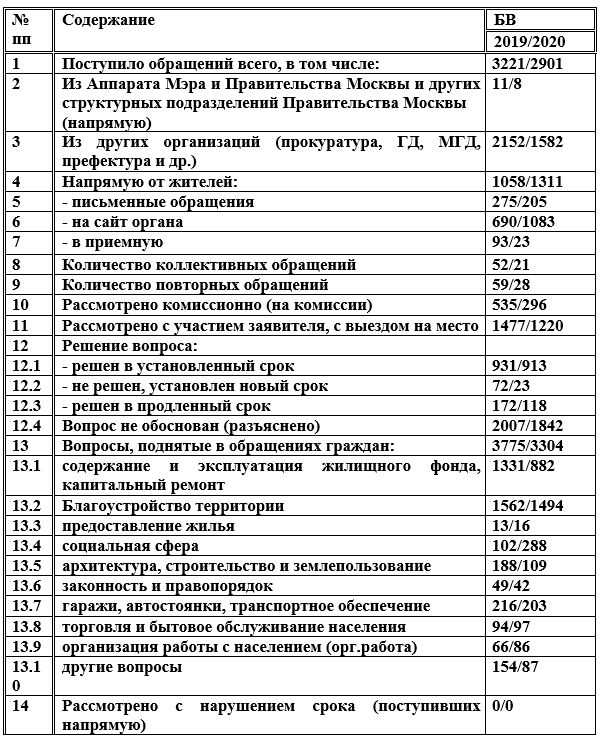 № пп Содержание БВ
2019/2020
1 Поступило обращений всего, в том числе: 3221/2901
2 Из Аппарата Мэра и Правительства Москвы и других 11/8
структурных подразделений Правительства Москвы
(напрямую)
3 Из других организаций (прокуратура, ГД, МГД, 2152/1582
префектура и др.)
4 Напрямую от жителей: 1058/1311
5 - письменные обращения 275/205
6 - на сайт органа 690/1083
7 - в приемную 93/23
8 Количество коллективных обращений 52/21
9 Количество повторных обращений 59/28
10 Рассмотрено комиссионно (на комиссии) 535/296
11 Рассмотрено с участием заявителя, с выездом на место 1477/1220
12 Решение вопроса:
12.1 - решен в установленный срок 931/913
12.2 - не решен, установлен новый срок 72/23
12.3 - решен в продленный срок 172/118
12.4 Вопрос не обоснован (разъяснено) 2007/1842
13 Вопросы, поднятые в обращениях граждан: 3775/3304
13.1 содержание и эксплуатация жилищного фонда, 1331/882
капитальный ремонт
13.2 Благоустройство территории 1562/1494
13.3 предоставление жилья 13/16
13.4 социальная сфера 102/288
13.5 архитектура, строительство и землепользование 188/109
13.6 законность и правопорядок 49/42
13.7 гаражи, автостоянки, транспортное обеспечение 216/203
13.8 торговля и бытовое обслуживание населения 94/97
13.9 организация работы с населением (орг.работа) 66/86
13.1 другие вопросы 154/87
0
14 Рассмотрено с нарушением срока (поступивших 0/0
напрямую)